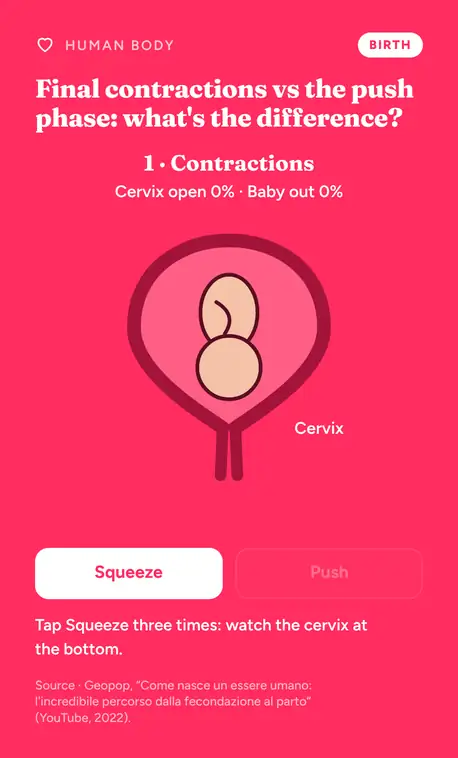 HUMAN BODY
BIRTH
Final contractions vs the push
phase: what's the difference?
1 · Contractions
Cervix open 0% · Baby out 0%
Cervix
Squeeze
Push
Tap Squeeze three times: watch the cervix at
the bottom.
Source · Geopop, “Come nasce un essere umano:
l’incredibile percorso dalla fecondazione al parto”
(YouTube, 2022).